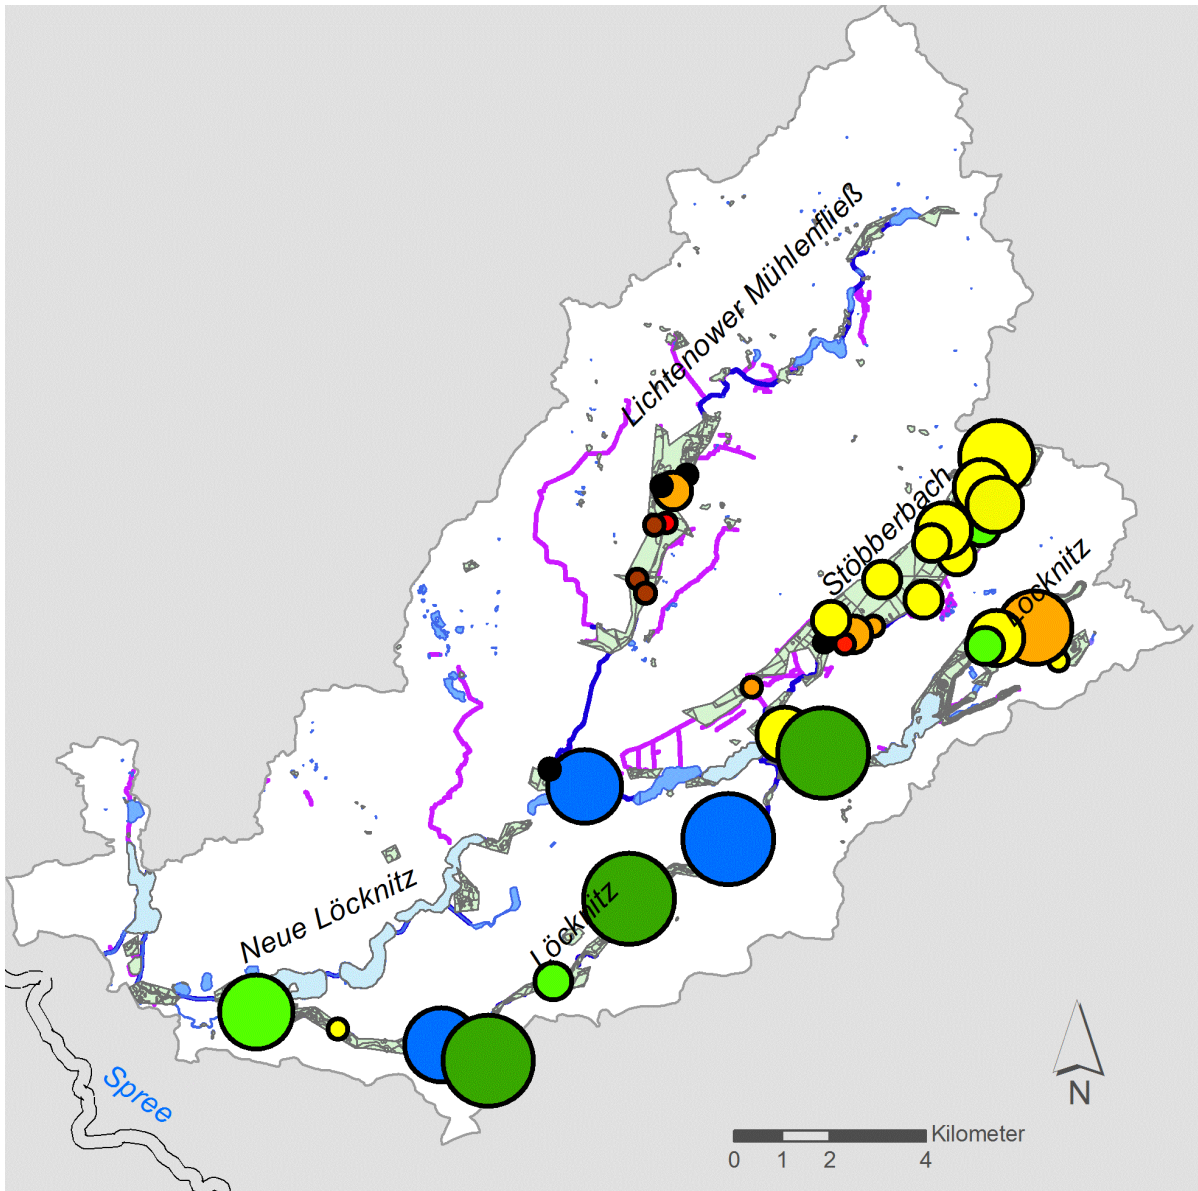 Lichtenower Mühlenfließ
Stöbberbach
Löcknitz
Neue Löcknitz
Löcknitz
Spree
N
Kilometer
0 1 2 4